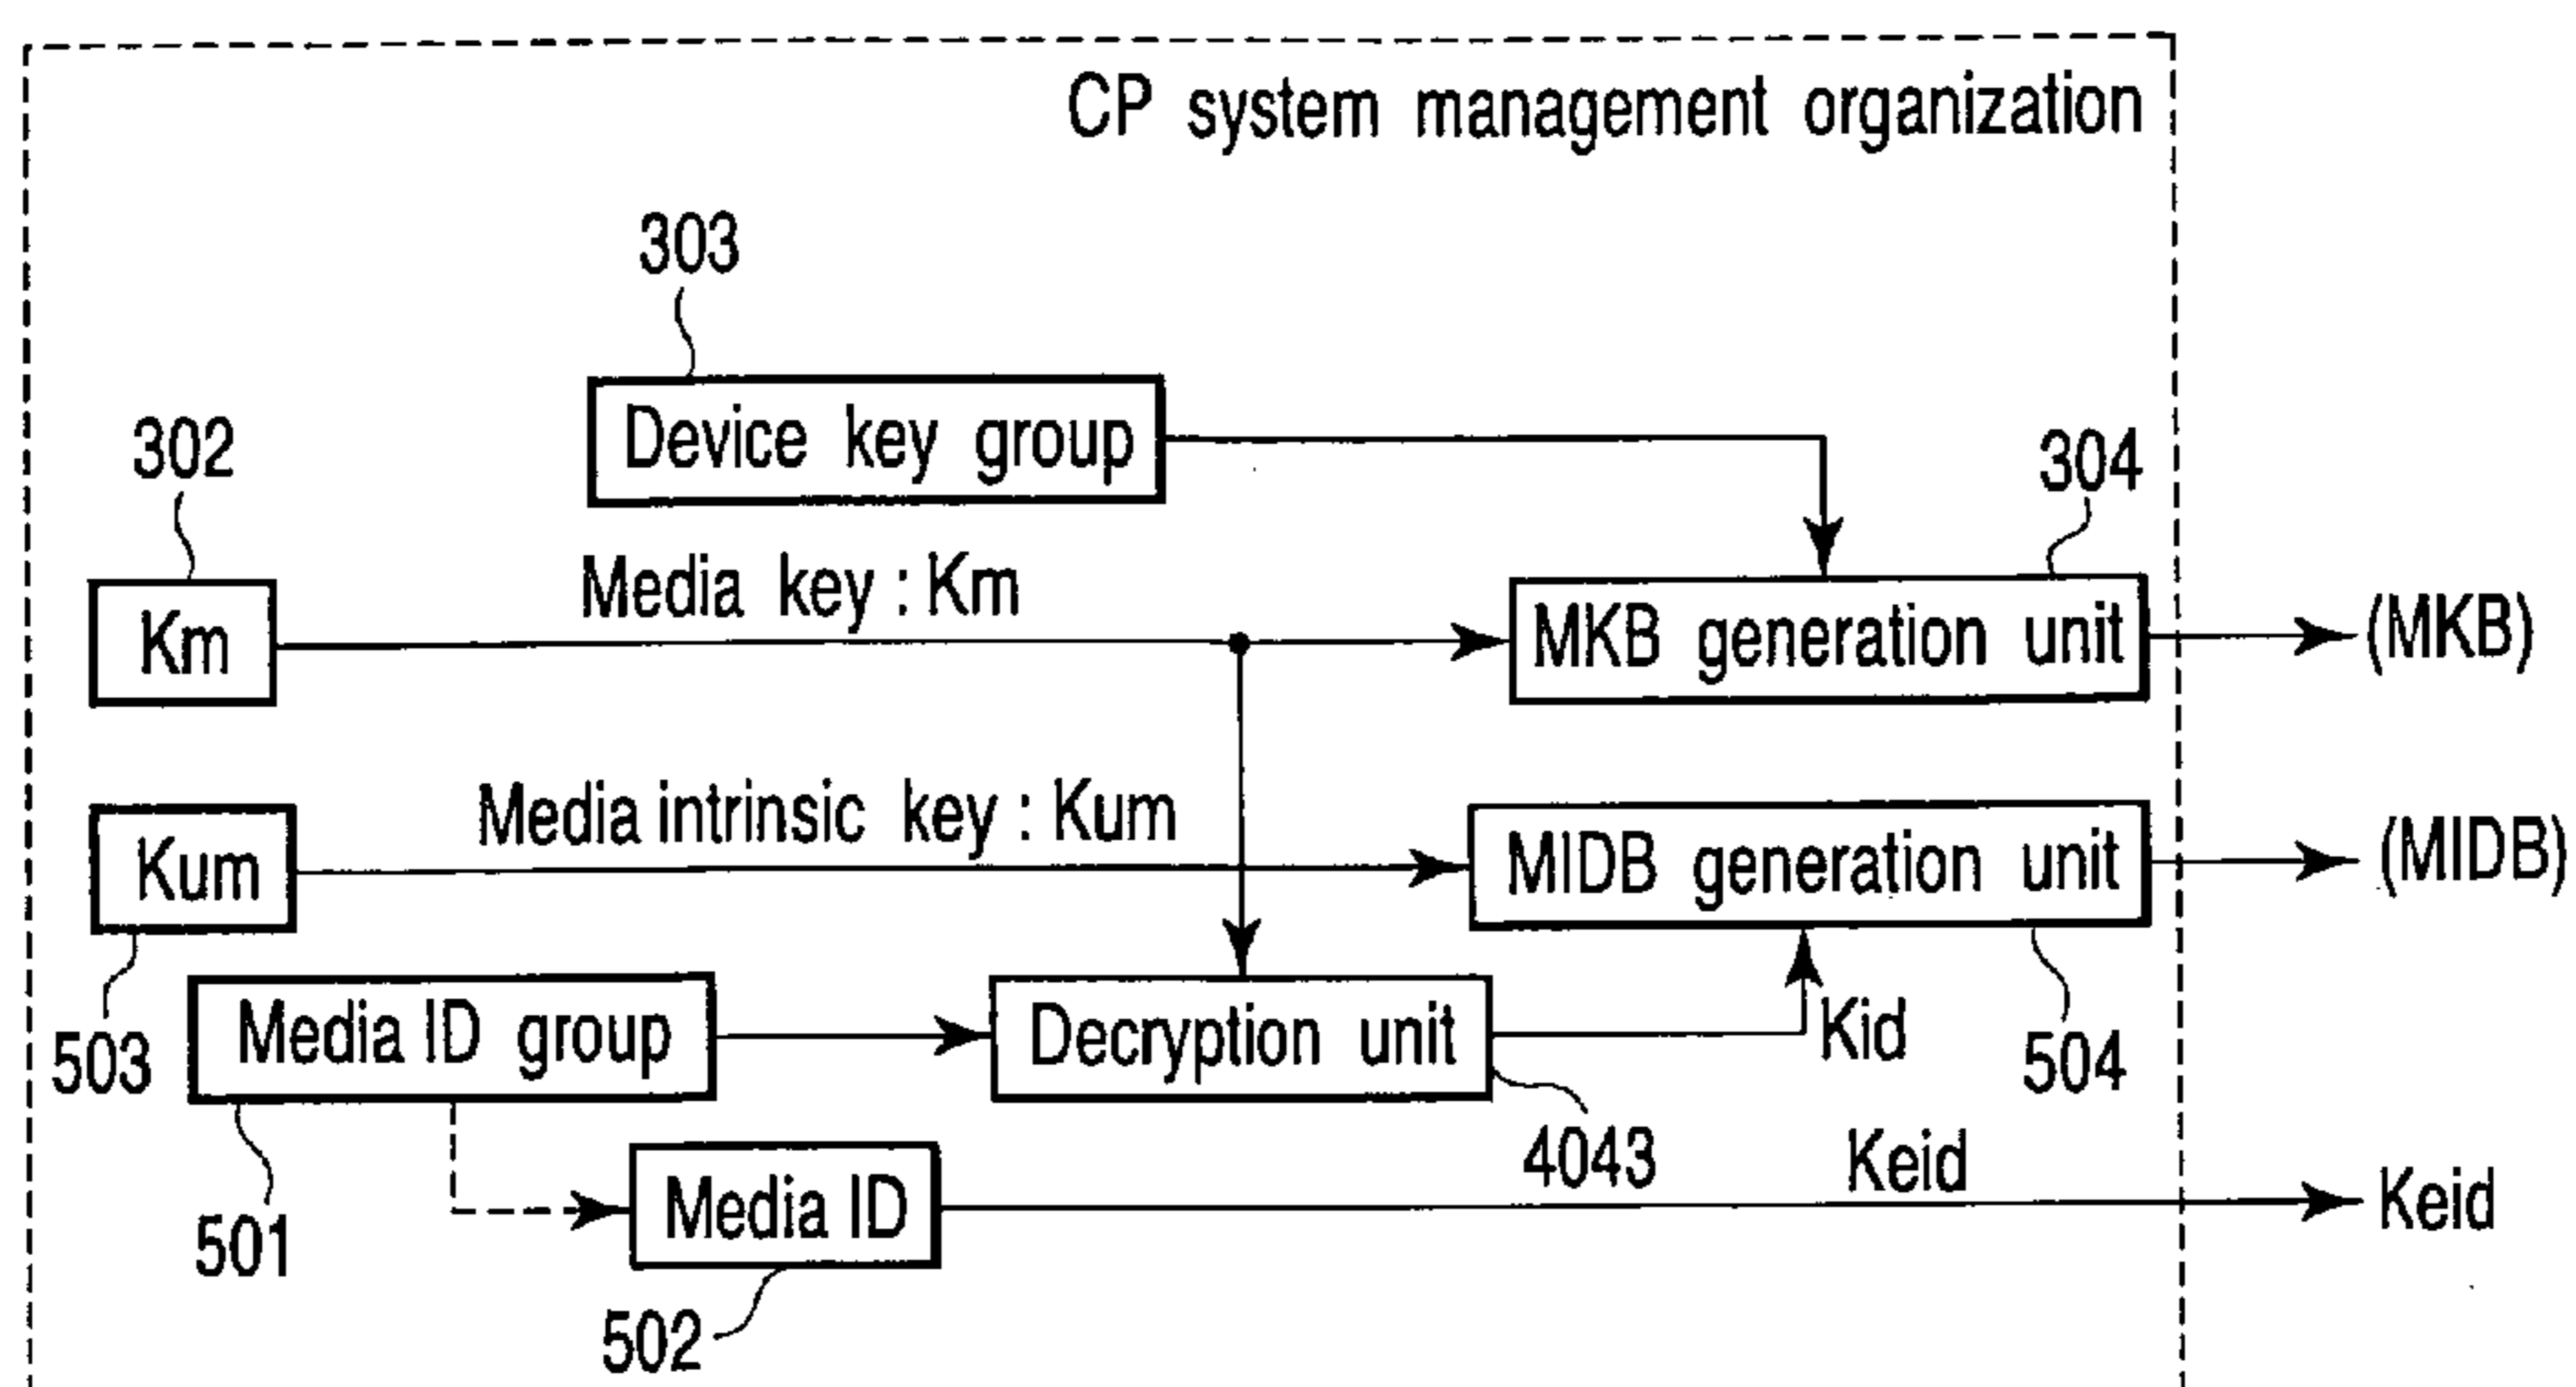 CP system management organization
303
Device key group
302
304
Media key : Km
Km
MKB generation unit
(MKB)
Media intrinsic key : Kum
Kum
MIDB generation unit
(MIDB)
503
Media ID group
Decryption unit
Kid
504
501
4043
Keid
Media ID
Keid
502